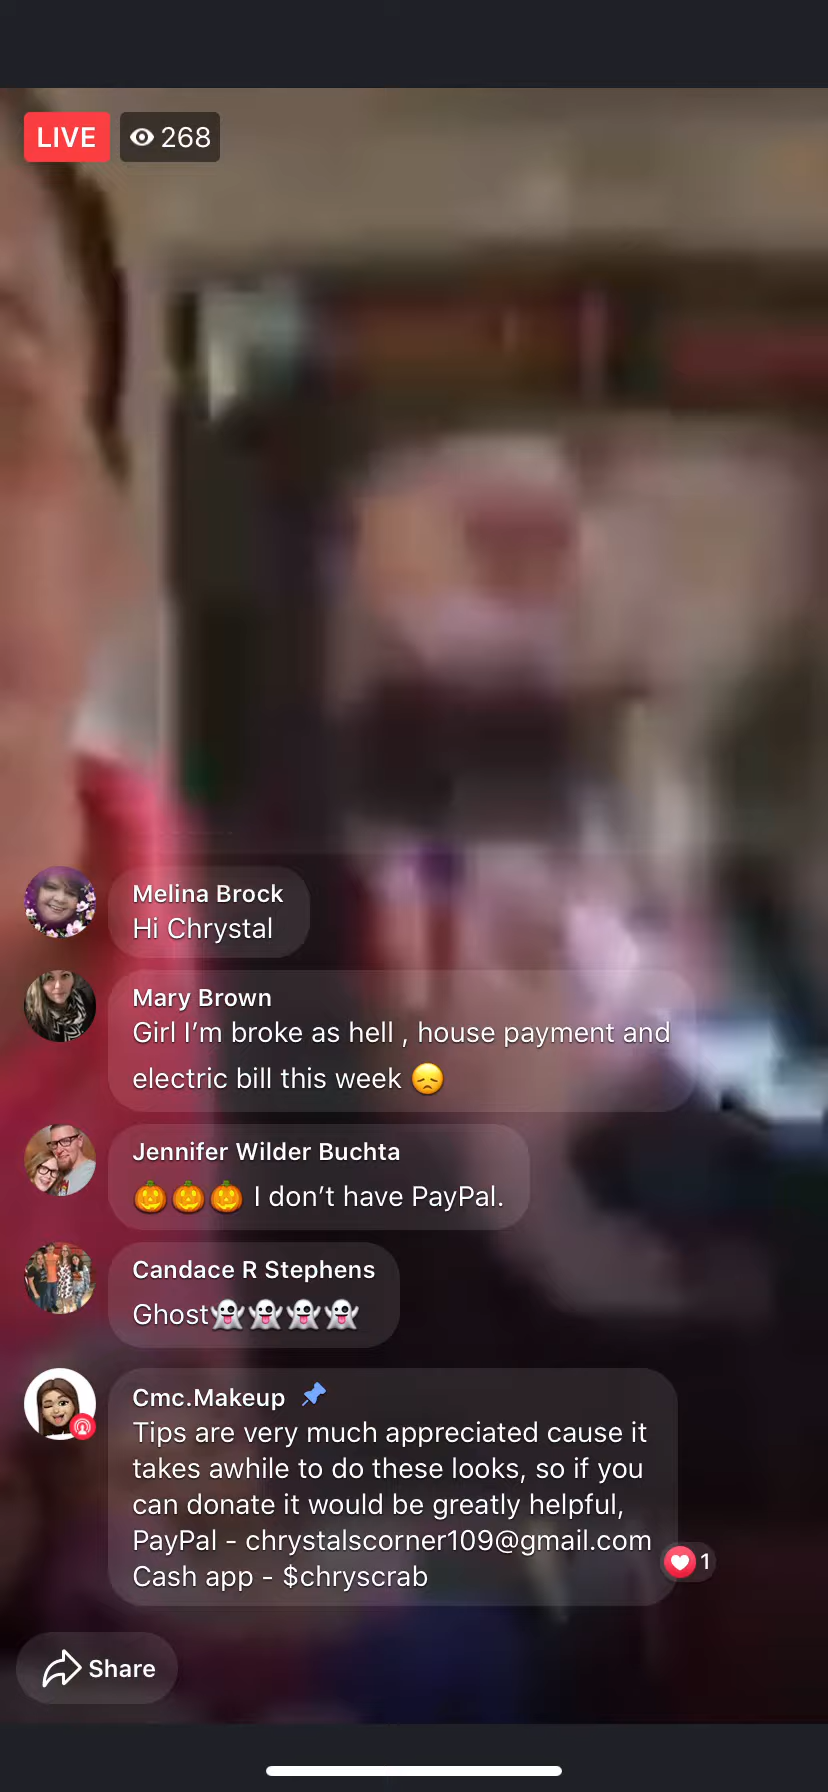 LIVE 268
Melina Brock
Hi Chrystal
Mary Brown
Girl I'm broke as hell , house payment and
electric bill this week 😞
Jennifer Wilder Buchta
🎃🎃🎃 I don't have PayPal.
Candace R Stephens
Ghost👻👻👻👻
Cmc.Makeup 📌
Tips are very much appreciated cause it
takes awhile to do these looks, so if you
can donate it would be greatly helpful,
PayPal - chrystalscorner109@gmail.com
Cash app - $chryscrab
1
Share